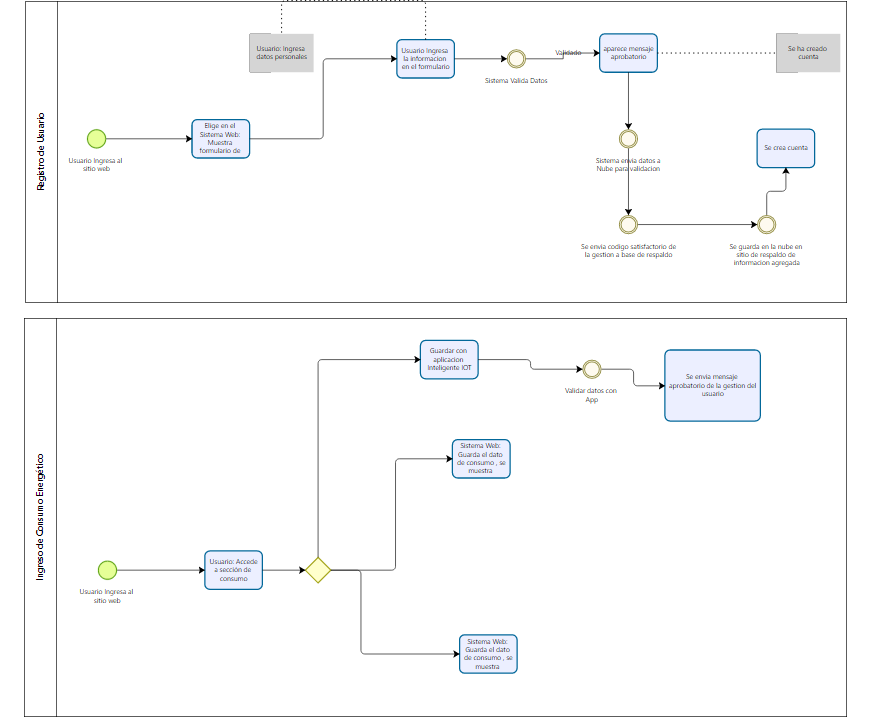 Registro de Usuario
Usuario: Ingresa
datos personales
Usuario Ingresa
la informacion
en el formulario
Sistema Valida Datos
Validado
aparece mensaje
aprobatorio
Se ha creado
cuenta
Usuario Ingresa al
sitio web
Elige en el
Sistema Web:
Muestra
formulario de
Sistema envia datos a
Nube para validacion
Se crea cuenta
Se envia codigo satisfactorio de
la gestion a base de respaldo
Se guarda en la nube en
sitio de respaldo de
informacion agregada
Ingreso de Consumo Energético
Guardar con
aplicacion
Inteligente IOT
Validar datos con
App
Se envia mensaje
aprobatorio de la gestion del
usuario
Sistema Web:
Guarda el dato
de consumo , se
muestra
Usuario Ingresa al
sitio web
Usuario: Accede
a sección de
consumo
Sistema Web:
Guarda el dato
de consumo , se
muestra